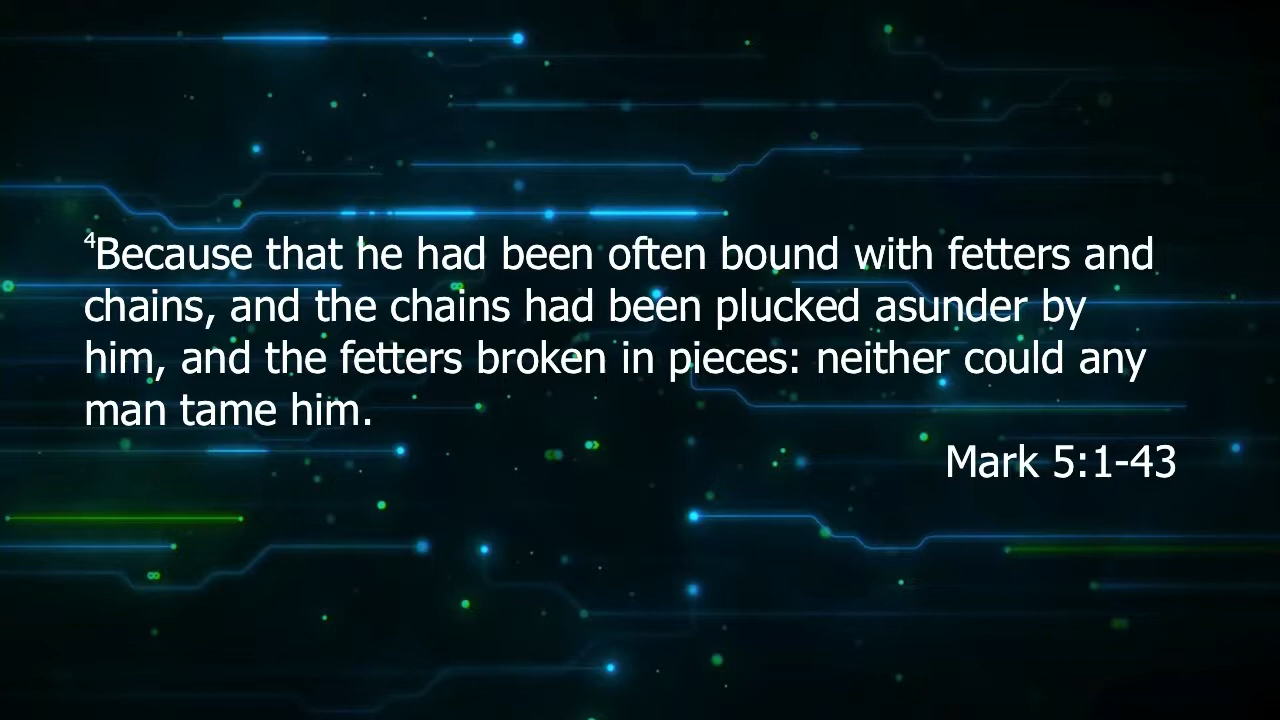 ⁴Because that he had been often bound with fetters and
chains, and the chains had been plucked asunder by
him, and the fetters broken in pieces: neither could any
man tame him.
Mark 5:1-43